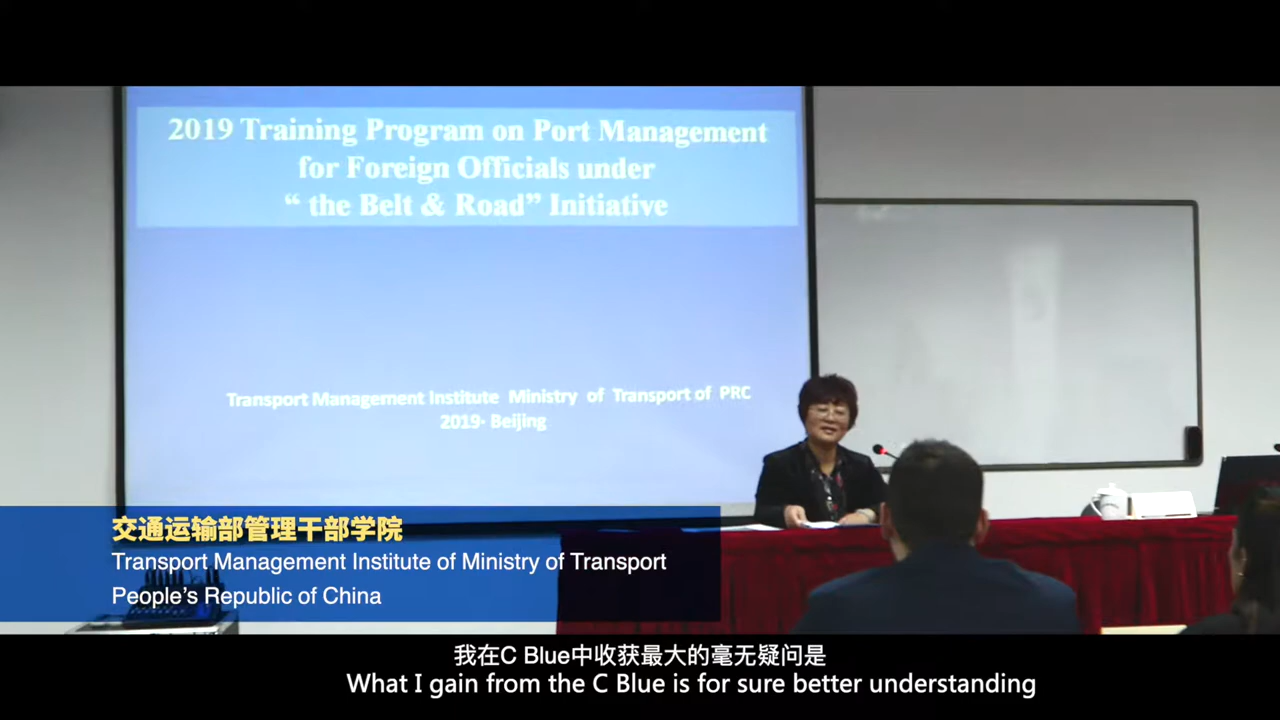 2019 Training Program on Port Management
for Foreign Officials under
“ the Belt & Road” Initiative
Transport Management Institute Ministry of Transport of PRC
2019· Beijing
交通运输部管理干部学院
Transport Management Institute of Ministry of Transport
People’s Republic of China
我在C Blue中收获最大的毫无疑问是
What I gain from the C Blue is for sure better understanding